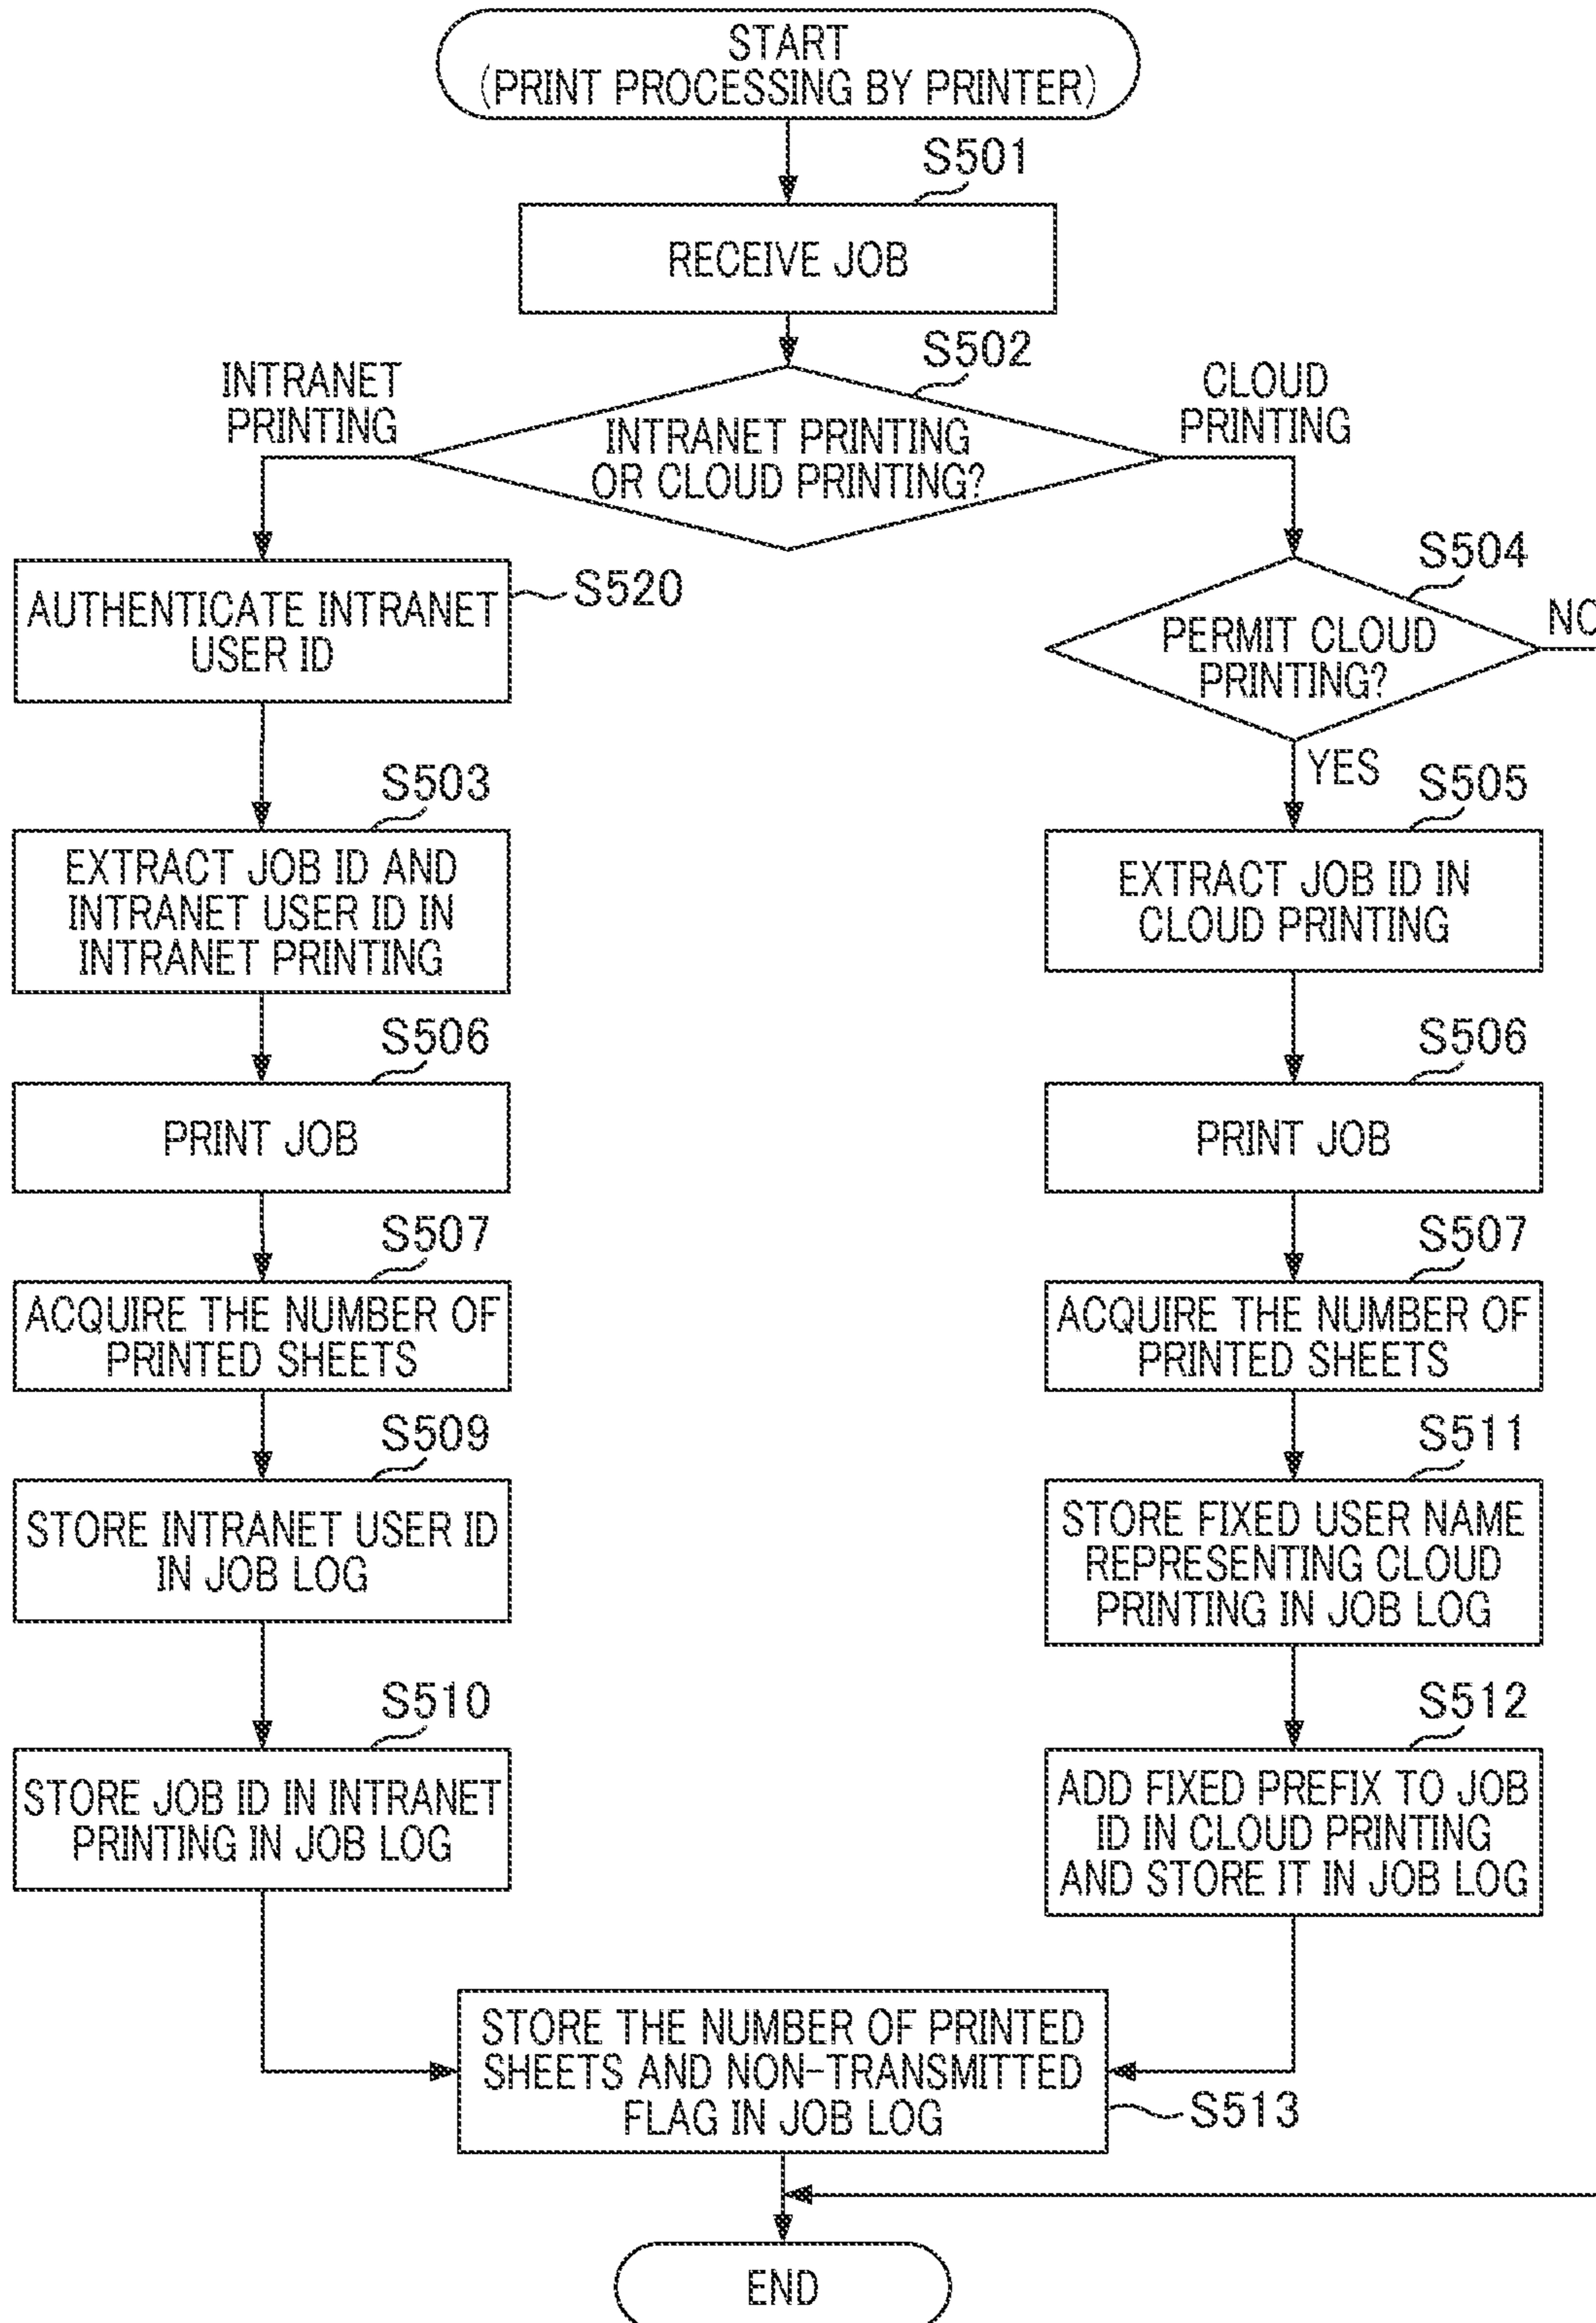 START
(PRINT PROCESSING BY PRINTER)
S501
RECEIVE JOB
S502
INTRANET
PRINTING
CLOUD
PRINTING
INTRANET PRINTING
OR CLOUD PRINTING?
S520
AUTHENTICATE INTRANET
USER ID
S504
PERMIT CLOUD
PRINTING?
NO
YES
S503
EXTRACT JOB ID AND
INTRANET USER ID IN
INTRANET PRINTING
S505
EXTRACT JOB ID IN
CLOUD PRINTING
S506
PRINT JOB
S506
PRINT JOB
S507
ACQUIRE THE NUMBER OF
PRINTED SHEETS
S507
ACQUIRE THE NUMBER OF
PRINTED SHEETS
S509
STORE INTRANET USER ID
IN JOB LOG
S511
STORE FIXED USER NAME
REPRESENTING CLOUD
PRINTING IN JOB LOG
S510
STORE JOB ID IN INTRANET
PRINTING IN JOB LOG
S512
ADD FIXED PREFIX TO JOB
ID IN CLOUD PRINTING
AND STORE IT IN JOB LOG
STORE THE NUMBER OF PRINTED
SHEETS AND NON-TRANSMITTED
FLAG IN JOB LOG
S513
END